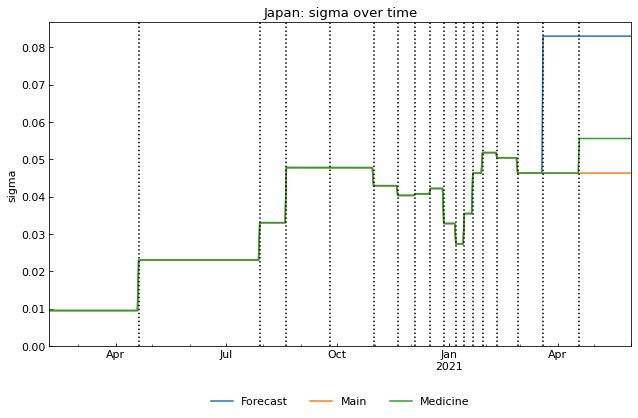 Japan: sigma over time
0.08
0.07
0.06
0.05
0.04
0.03
0.02
0.01
0.00
sigma
Apr Jul Oct Jan Apr
2021
Forecast Main Medicine